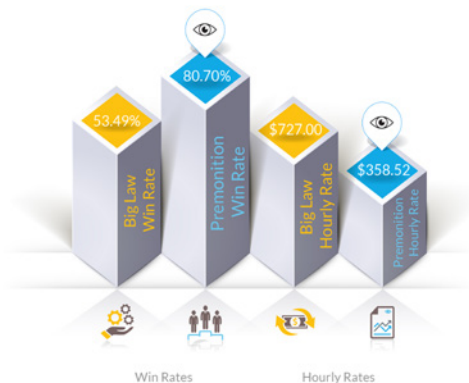 53.49%
80.70%
$727.00
$358.52
Big Law
Win Rate
Premonition
Win Rate
Big Law
Hourly Rate
Premonition
Hourly Rate
Win Rates
Hourly Rates